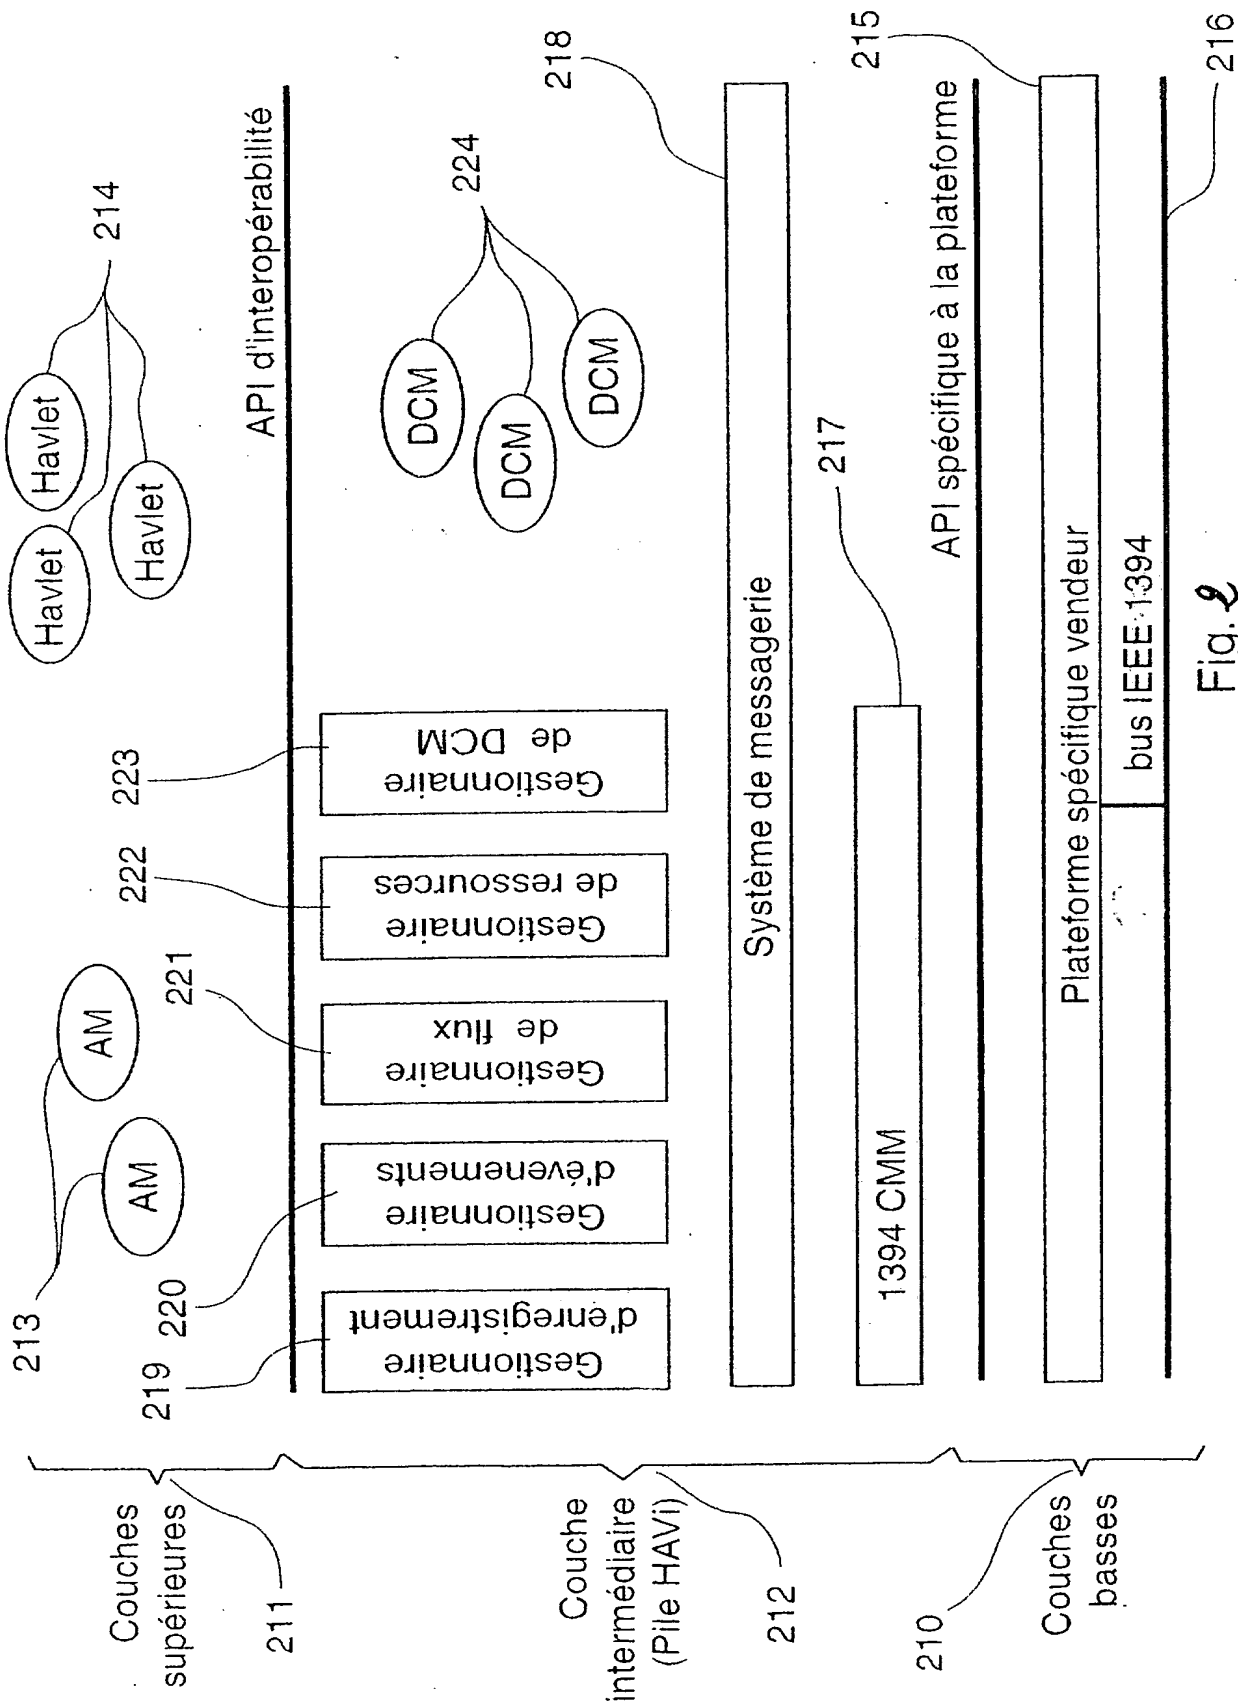 Couches
supérieures
211
213
AM
AM
Havlet
Havlet
Havlet
214
API d'interopérabilité
Couche
intermédiaire
(Pile HAVi)
212
219
Gestionnaire
d'enregistrement
220
Gestionnaire
d'événements
221
Gestionnaire
de flux
222
Gestionnaire
de ressources
223
Gestionnaire
de DCM
DCM
DCM
DCM
224
218
Système de messagerie
1394 CMM
217
API spécifique à la plateforme
210
Couches
basses
215
Plateforme spécifique vendeur
bus IEEE 1394
216
Fig. 2